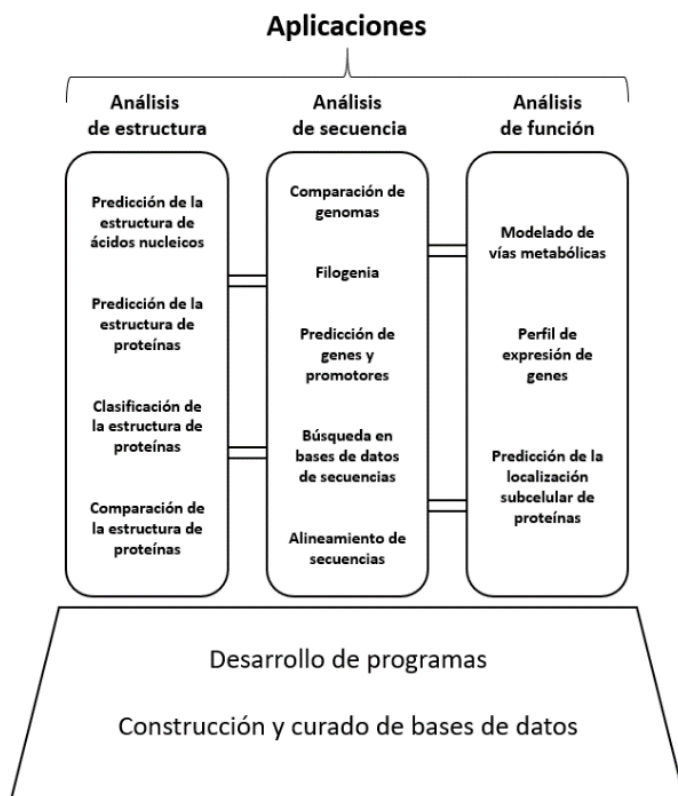 Aplicaciones
Análisis
de estructura
Análisis
de secuencia
Análisis
de función
Predicción de la
estructura de
ácidos nucleicos
Predicción de la
estructura de
proteínas
Clasificación de
la estructura de
proteínas
Comparación de
la estructura de
proteínas
Comparación de
genomas
Filogenia
Predicción de
genes y
promotores
Búsqueda en
bases de datos
de secuencias
Alineamiento de
secuencias
Modelado de
vías metabólicas
Perfil de
expresión de
genes
Predicción de la
localización
subcelular de
proteínas
Desarrollo de programas
Construcción y curado de bases de datos